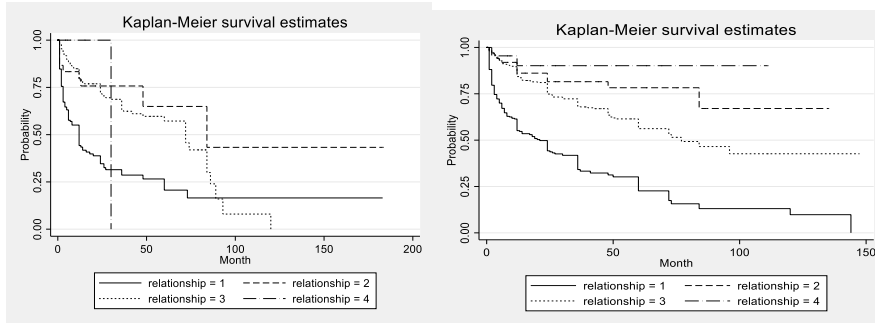 Kaplan-Meier survival estimates
1.00
0.75
0.50
0.25
0.00
Probability
0
50
100
150
200
Month
relationship = 1
relationship = 2
relationship = 3
relationship = 4
Kaplan-Meier survival estimates
1.00
0.75
0.50
0.25
0.00
Probability
0
50
100
150
Month
relationship = 1
relationship = 2
relationship = 3
relationship = 4